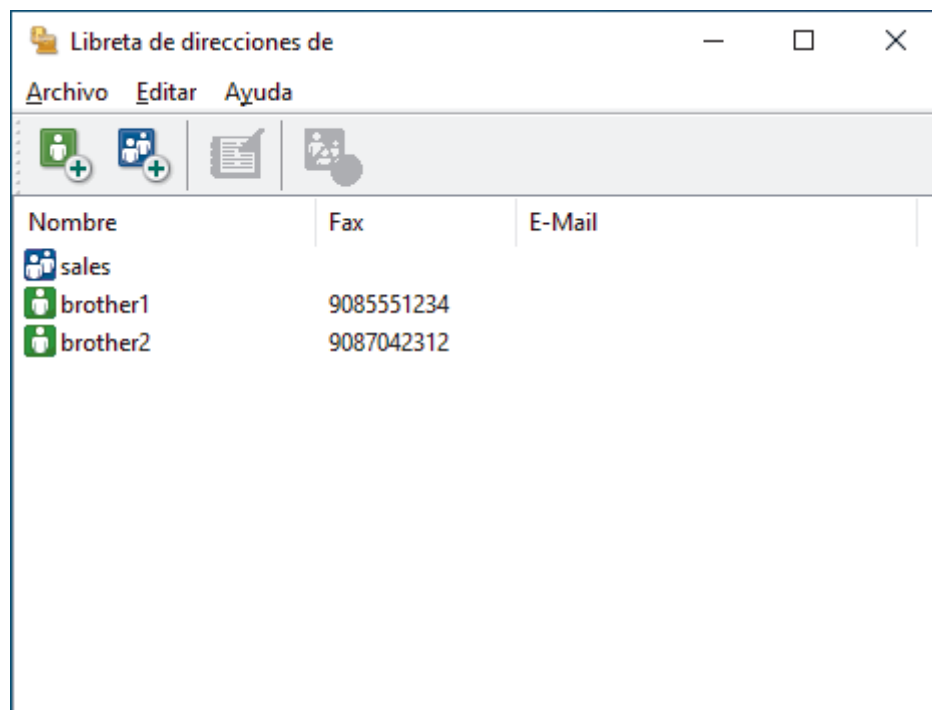 Libreta de direcciones de
Archivo Editar Ayuda
Nombre Fax E-Mail
sales
brother1 9085551234
brother2 9087042312